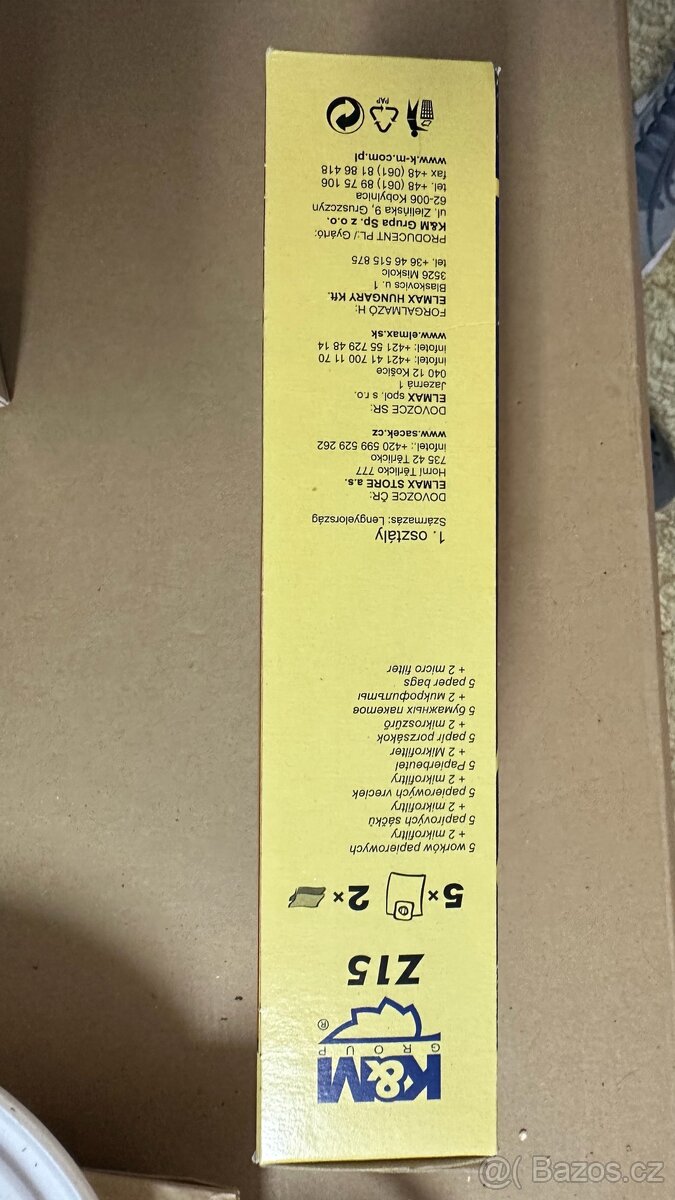 K&M
GROUP
®
Z15
5× 2×
5 worków papierowych
+ 2 mikrofiltry
5 papírových sáčků
+ 2 mikrofiltry
5 papierových vreciek
+ 2 mikrofiltry
5 Papierbeutel
+ 2 Mikrofilter
5 papír porzsákok
+ 2 mikroszűrő
5 бумажных пакетов
+ 2 микрофильты
5 paper bags
+ 2 micro filter
1. osztály
Származás: Lengyelország
DOVOZCE ČR:
ELMAX STORE a.s.
Horní Těrlicko 777
735 42 Těrlicko
infotel.: +420 599 529 262
www.sacek.cz
DOVOZCE SR:
ELMAX spol. s r.o.
Jazerná 1
040 12 Košice
infotel: +421 41 700 11 70
infotel: +421 55 729 48 14
www.elmax.sk
FORGALMAZÓ H:
ELMAX HUNGARY Kft.
Blaskovics u. 1
3526 Miskolc
tel. +36 46 515 875
PRODUCENT PL:/ Gyártó:
K&M Grupa Sp. z o.o.
ul. Zielińska 9, Gruszczyn
62-006 Kobylnica
tel. +48 (061) 89 75 106
fax +48 (061) 81 86 418
www.k-m.com.pl
PAP
Bazos.cz